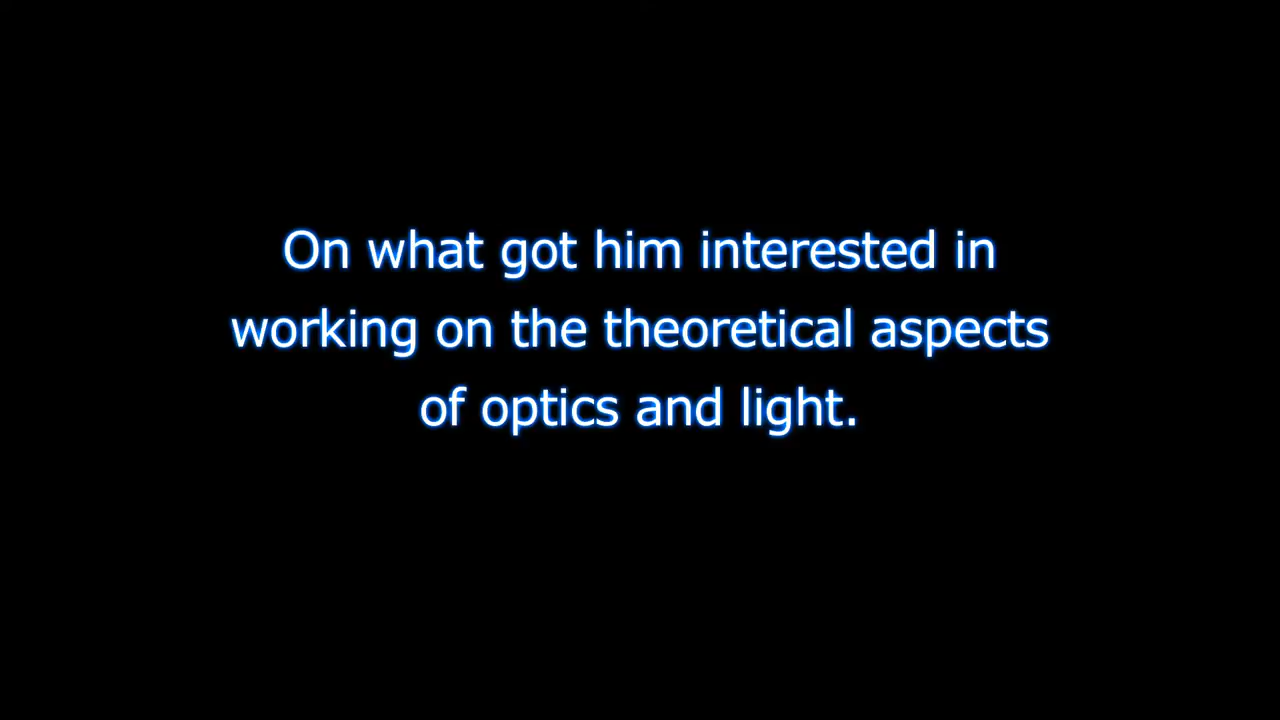 On what got him interested in
working on the theoretical aspects
of optics and light.